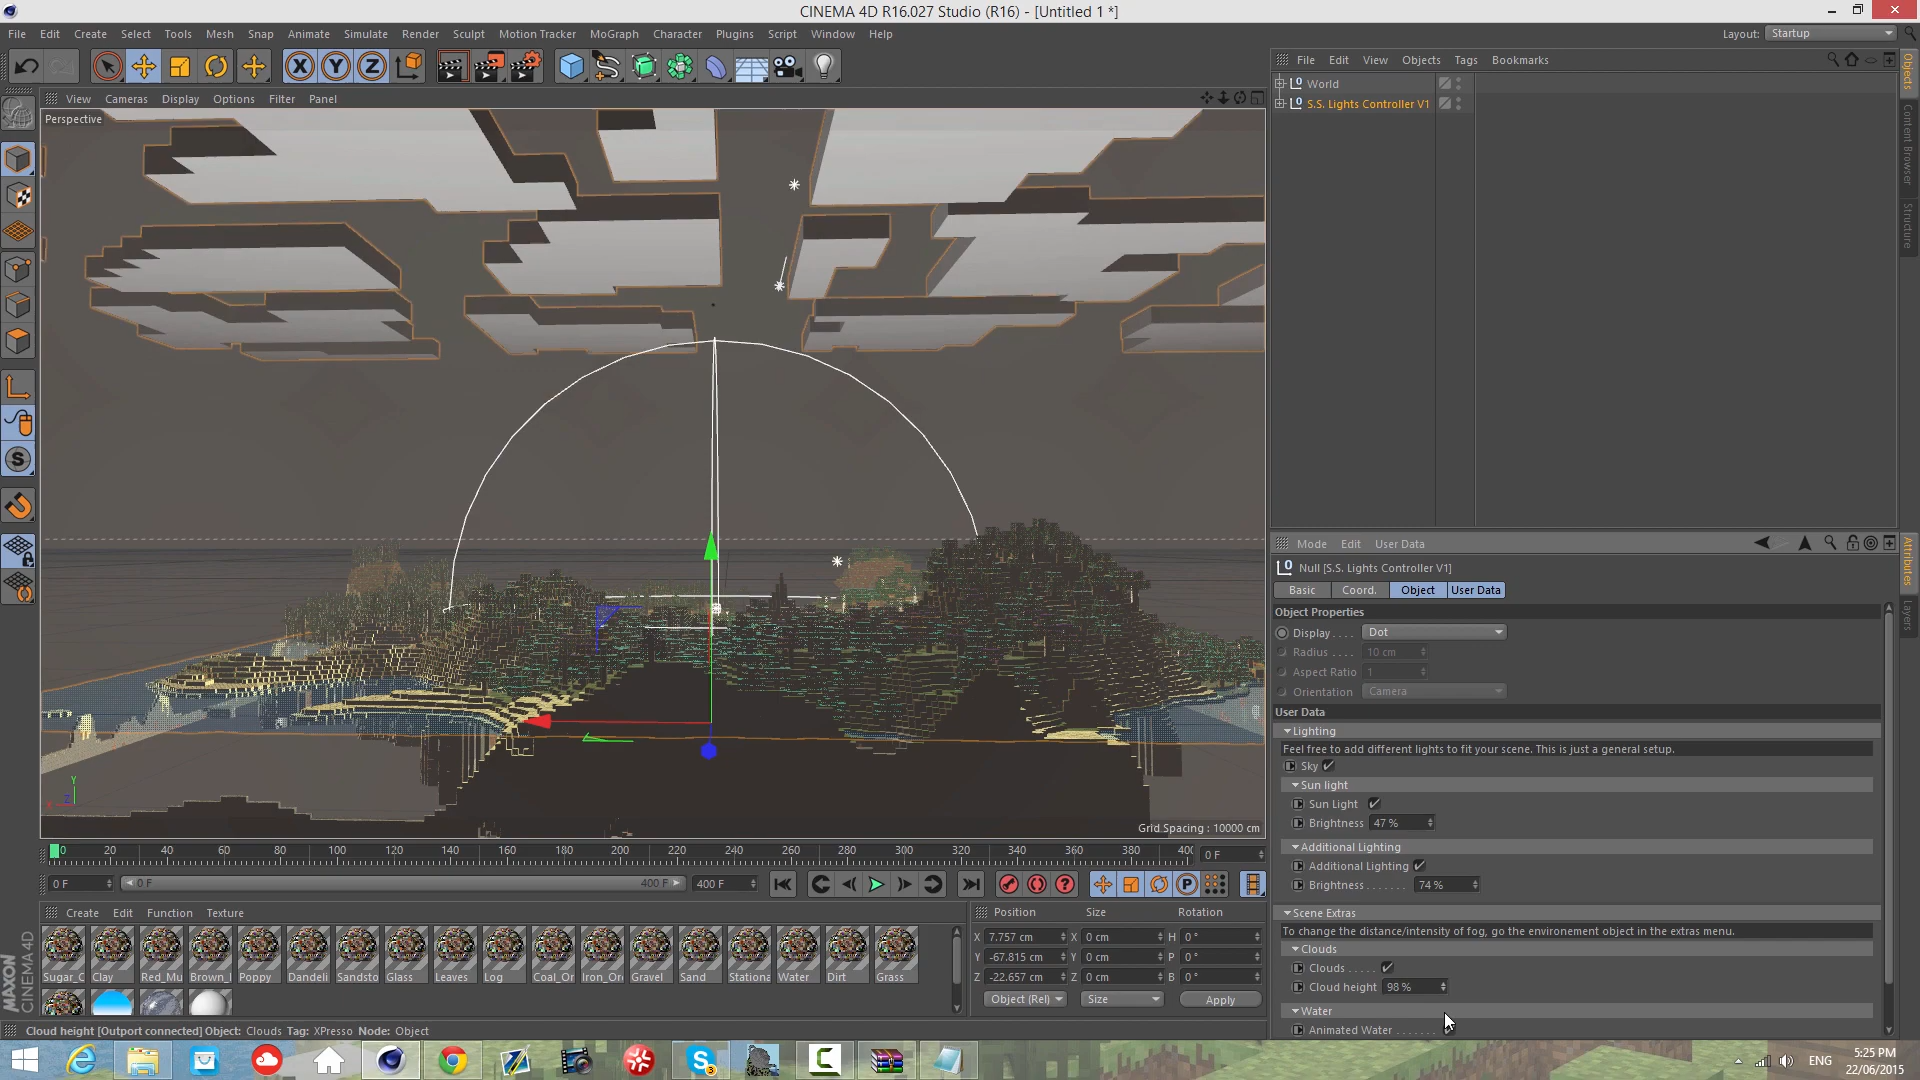 CINEMA 4D R16.027 Studio (R16) - [Untitled 1 *]
File Edit Create Select Tools Mesh Snap Animate Simulate Render Sculpt Motion Tracker MoGraph Character Plugins Script Window Help
Layout: Startup
View Cameras Display Options Filter Panel
Perspective
Grid Spacing : 10000 cm
File Edit View Objects Tags Bookmarks
World
S.S. Lights Controller V1
Objects
Content Browser
Structure
Mode Edit User Data
Attributes
Layers
Null [S.S. Lights Controller V1]
Basic Coord. Object User Data
Object Properties
Display . . . . Dot
Radius . . . . 10 cm
Aspect Ratio 1
Orientation Camera
User Data
Lighting
Feel free to add different lights to fit your scene. This is just a general setup.
Sky
Sun light
Sun Light
Brightness 47 %
Additional Lighting
Additional Lighting
Brightness . . . . . . . 74 %
Scene Extras
To change the distance/intensity of fog, go the environement object in the extras menu.
Clouds
Clouds . . . . .
Cloud height 98 %
Water
Animated Water . . . . . . .
0 20 40 60 80 100 120 140 160 180 200 220 240 260 280 300 320 340 360 380 40
0 F
0 F 0 F 400 F 400 F
Create Edit Function Texture
Sugar_C Clay Red_Mu Brown_I Poppy Dandeli Sandsto Glass Leaves Log Coal_Or Iron_Or Gravel Sand Stationa Water Dirt Grass
Position Size Rotation
X 7.757 cm X 0 cm H 0 °
Y -67.815 cm Y 0 cm P 0 °
Z -22.657 cm Z 0 cm B 0 °
Object (Rel) Size Apply
MAXON
CINEMA 4D
Cloud height [Outport connected] Object: Clouds Tag: XPresso Node: Object
3
ENG
5:25 PM
22/06/2015